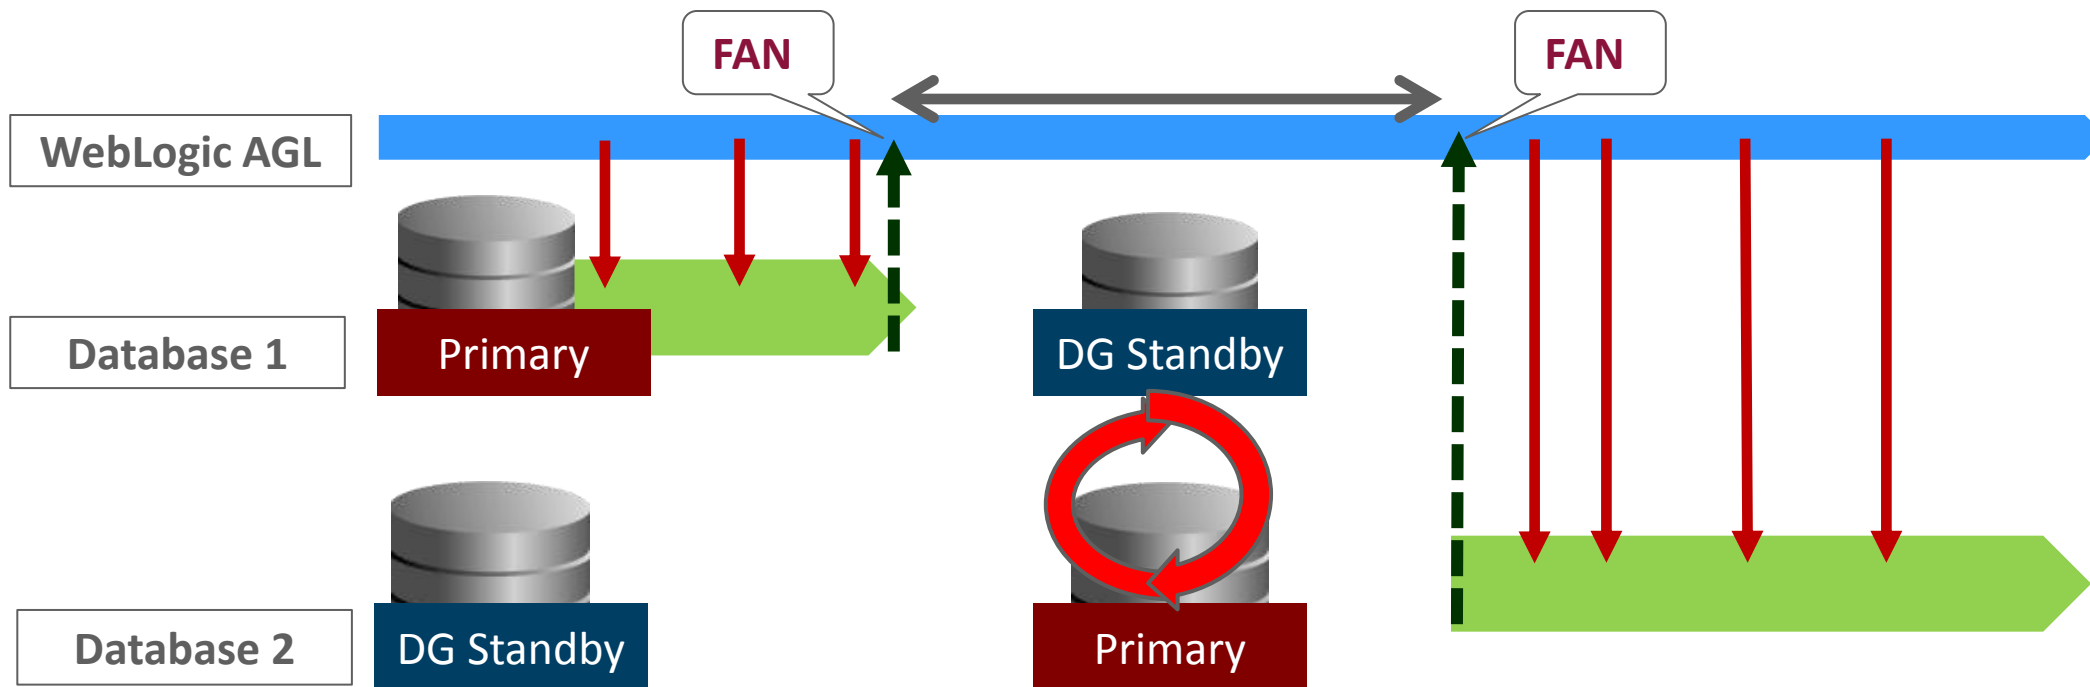 FAN
FAN
WebLogic AGL
Database 1
Primary
DG Standby
Database 2
DG Standby
Primary